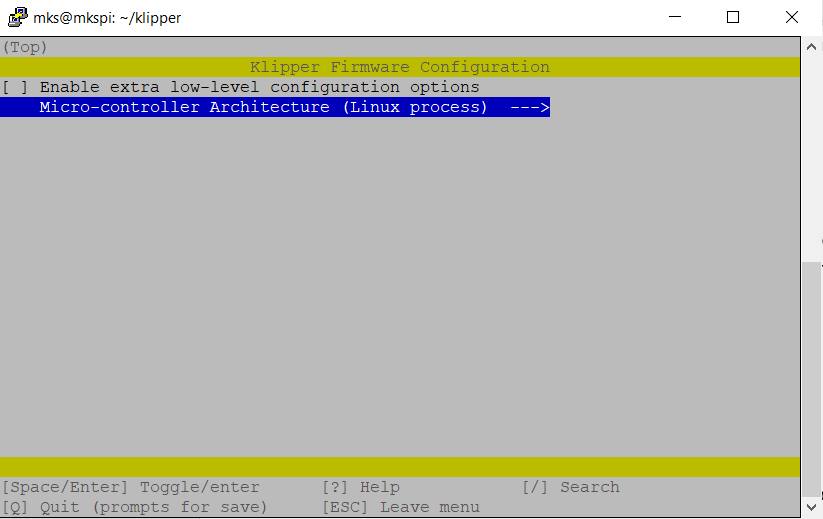 mks@mkspi: ~/klipper
(Top)
Klipper Firmware Configuration
[ ] Enable extra low-level configuration options
Micro-controller Architecture (Linux process) --->
[Space/Enter] Toggle/enter [?] Help [/] Search
[Q] Quit (prompts for save) [ESC] Leave menu